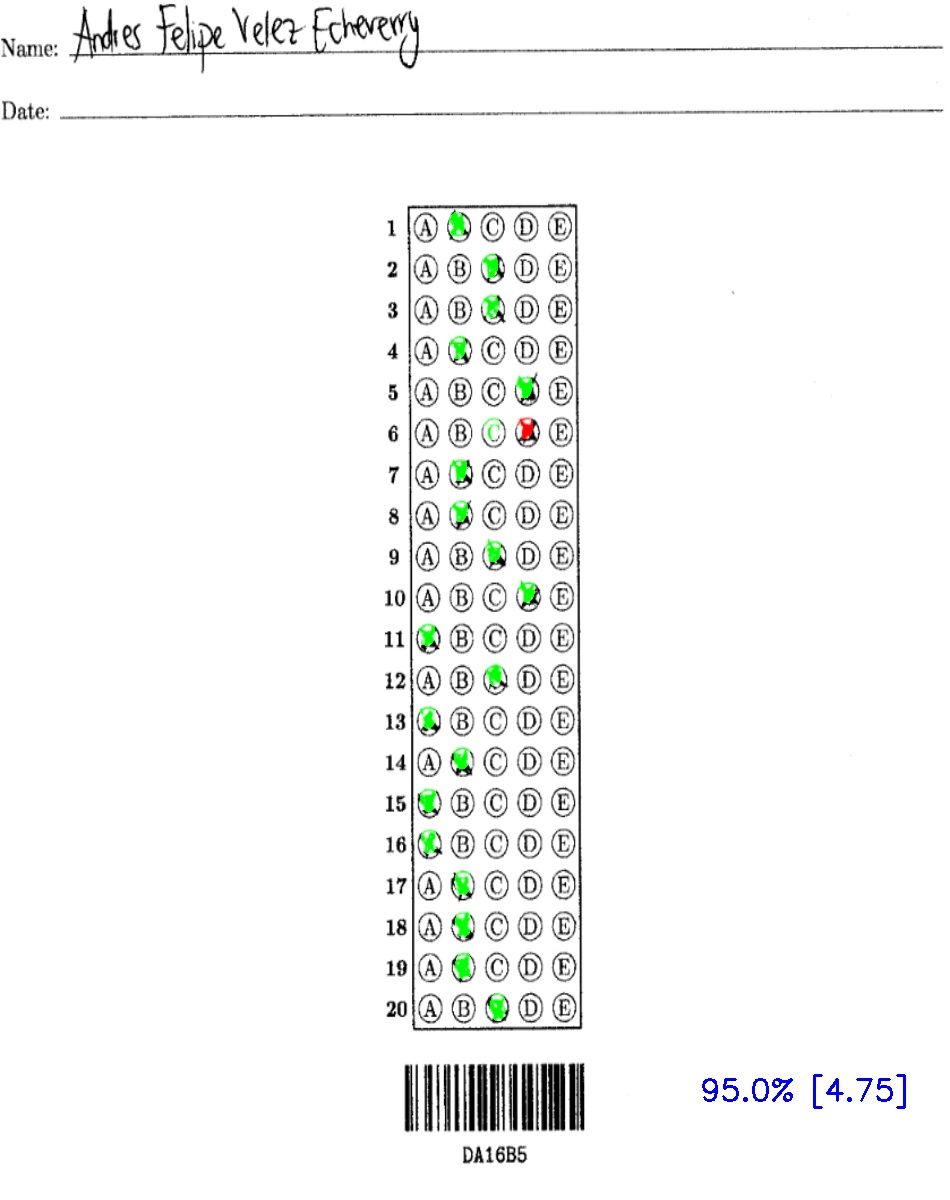 Name: Andres Felipe Velez Echeverry
Date:
1 A C D E
2 A B D E
3 A B D E
4 A C D E
5 A B C E
6 A B C E
7 A C D E
8 A C D E
9 A B D E
10 A B C E
11 B C D E
12 A B D E
13 B C D E
14 A C D E
15 B C D E
16 B C D E
17 A C D E
18 A C D E
19 A C D E
20 A B D E
DA16B5
95.0% [4.75]